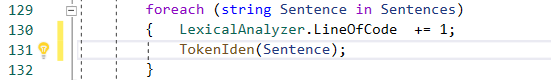 129 foreach (string Sentence in Sentences)
130 { LexicalAnalyzer.LineOfCode += 1;
131 TokenIden(Sentence);
132 }